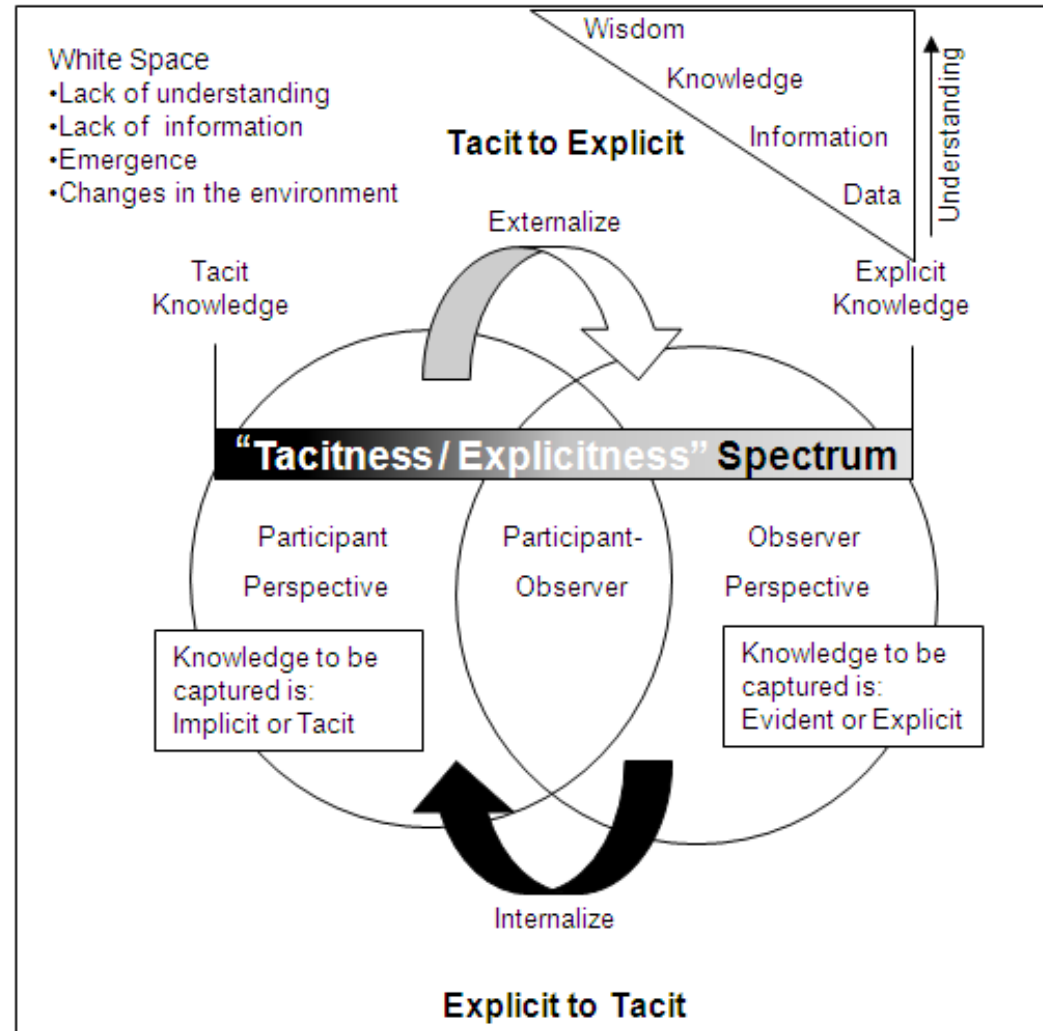 White Space
•Lack of understanding
•Lack of information
•Emergence
•Changes in the environment
Wisdom
Knowledge
Information
Data
Understanding
Tacit to Explicit
Externalize
Tacit
Knowledge
Explicit
Knowledge
“Tacitness / Explicitness” Spectrum
Participant
Perspective
Participant-
Observer
Observer
Perspective
Knowledge to be
captured is:
Implicit or Tacit
Knowledge to be
captured is:
Evident or Explicit
Internalize
Explicit to Tacit